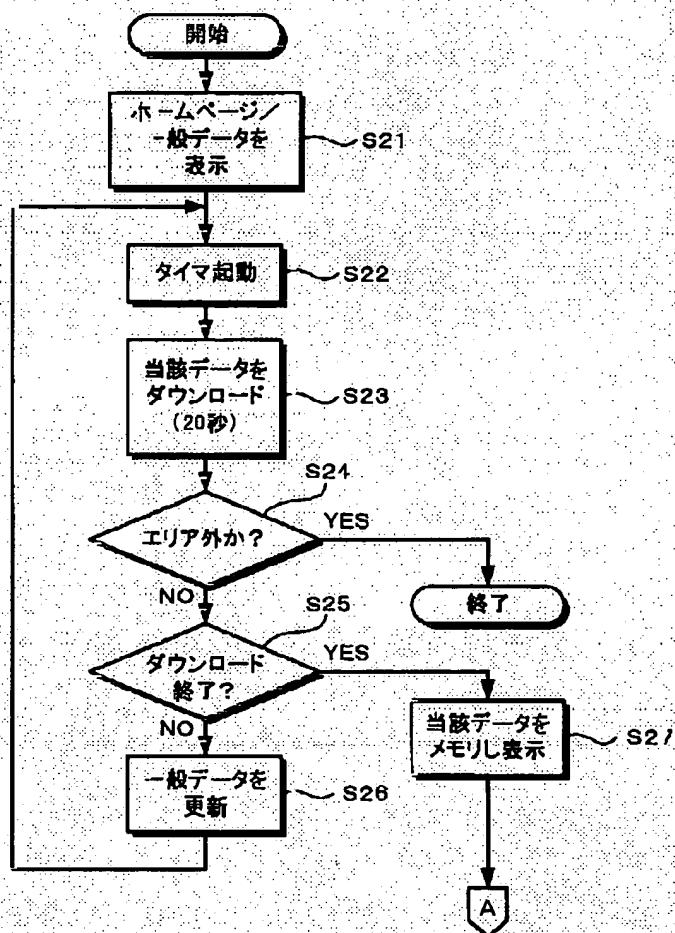 開始
ホームページ/
一般データを
表示
S21
タイマ起動
S22
当該データを
ダウンロード
(20秒)
S23
S24
エリア外か?
YES
NO
終了
S25
ダウンロード
終了?
YES
NO
当該データを
メモリし表示
S27
一般データを
更新
S26
A